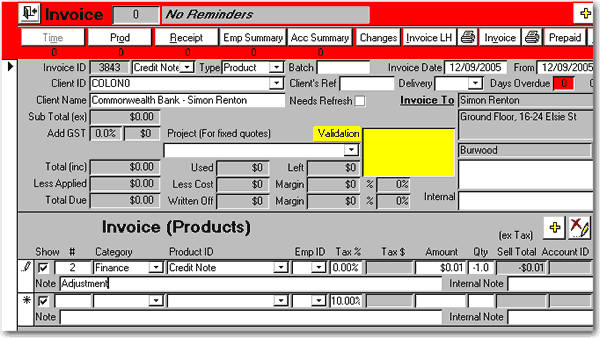 Invoice 0 No Reminders
Time Prod Receipt Emp Summary Acc Summary Changes Invoice LH Invoice Prepaid
0 0 0 0 0
Invoice ID 3843 Credit Note Type Product Batch Invoice Date 12/09/2005 From 12/09/2005
Client ID COLON0 Client's Ref Delivery Days Overdue 0
Client Name Commonwealth Bank - Simon Renton Needs Refresh Invoice To Simon Renton
Sub Total (ex) $0.00 Ground Floor, 16-24 Elsie St
Add GST 0.0% $0 Project (For fixed quotes) Validation
Burwood
Total (inc) $0.00 Used $0 Left $0
Less Applied $0.00 Less Cost $0 Margin $0 % 0%
Total Due $0.00 Written Off $0 Margin $0 % 0% Internal
Invoice (Products) (ex Tax)
Show # Category Product ID Emp ID Tax % Tax $ Amount Qty Sell Total Account ID
2 Finance Credit Note 0.00% $0.01 -1.0 -$0.01
Note Adjustment Internal Note
10.00%
Note Internal Note